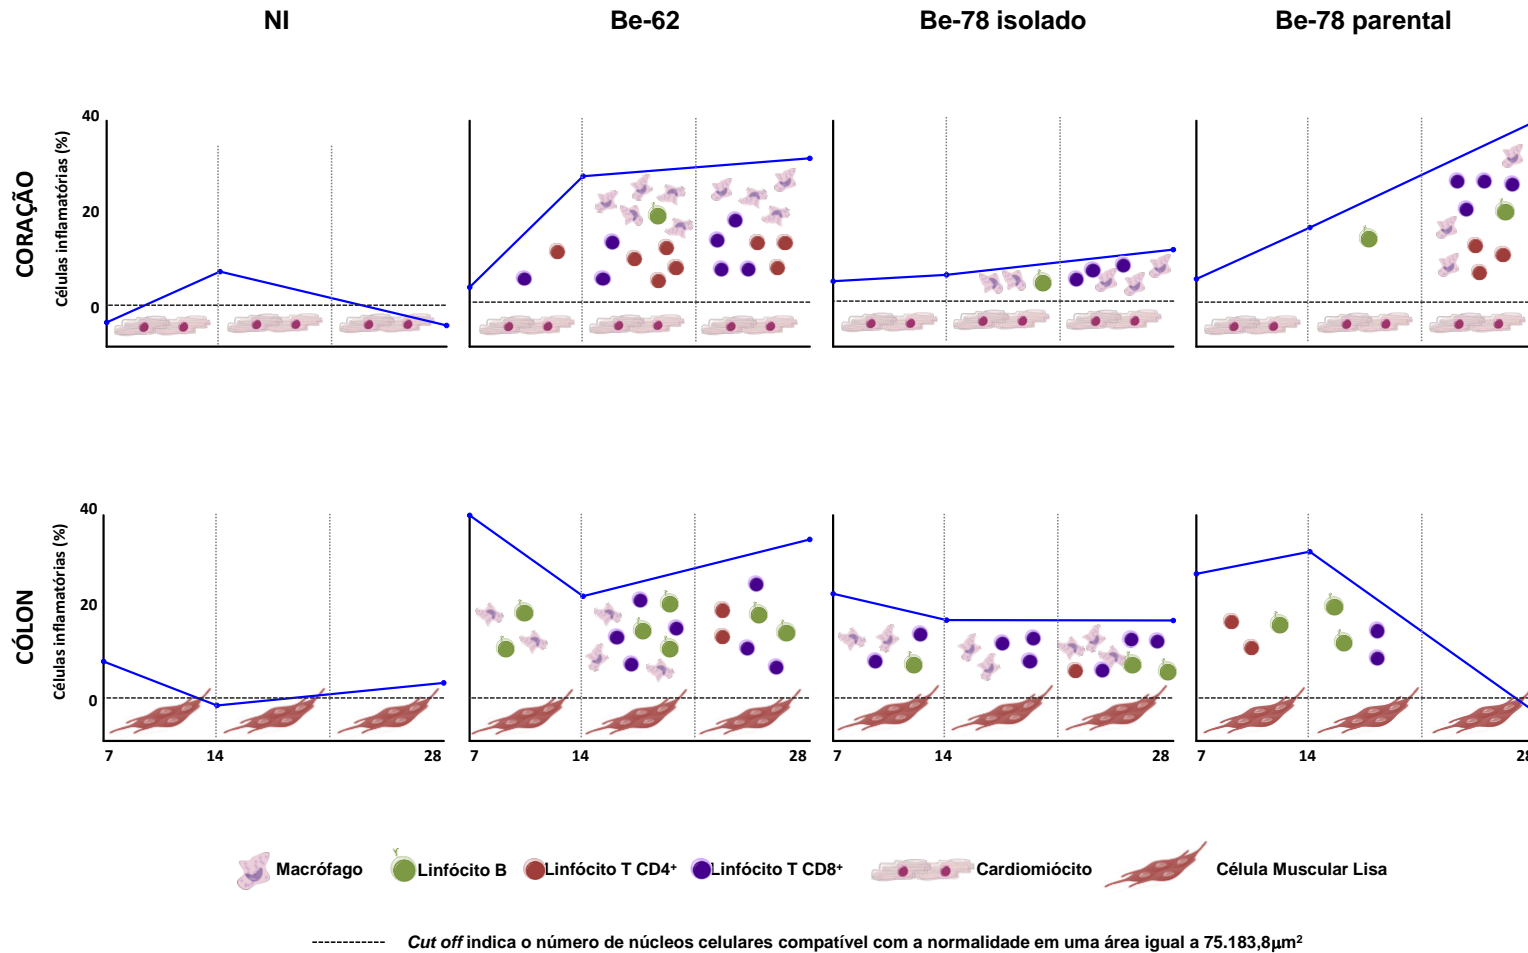 NI
Be-62
Be-78 isolado
Be-78 parental
CORAÇÃO
Células inflamatórias (%)
40
20
0
CÓLON
Células inflamatórias (%)
40
20
0
7 14 28
7 14 28
7 14 28
7 14 28
Macrófago
Linfócito B
Linfócito T CD4+
Linfócito T CD8+
Cardiomiócito
Célula Muscular Lisa
Cut off indica o número de núcleos celulares compatível com a normalidade em uma área igual a 75.183,8µm²